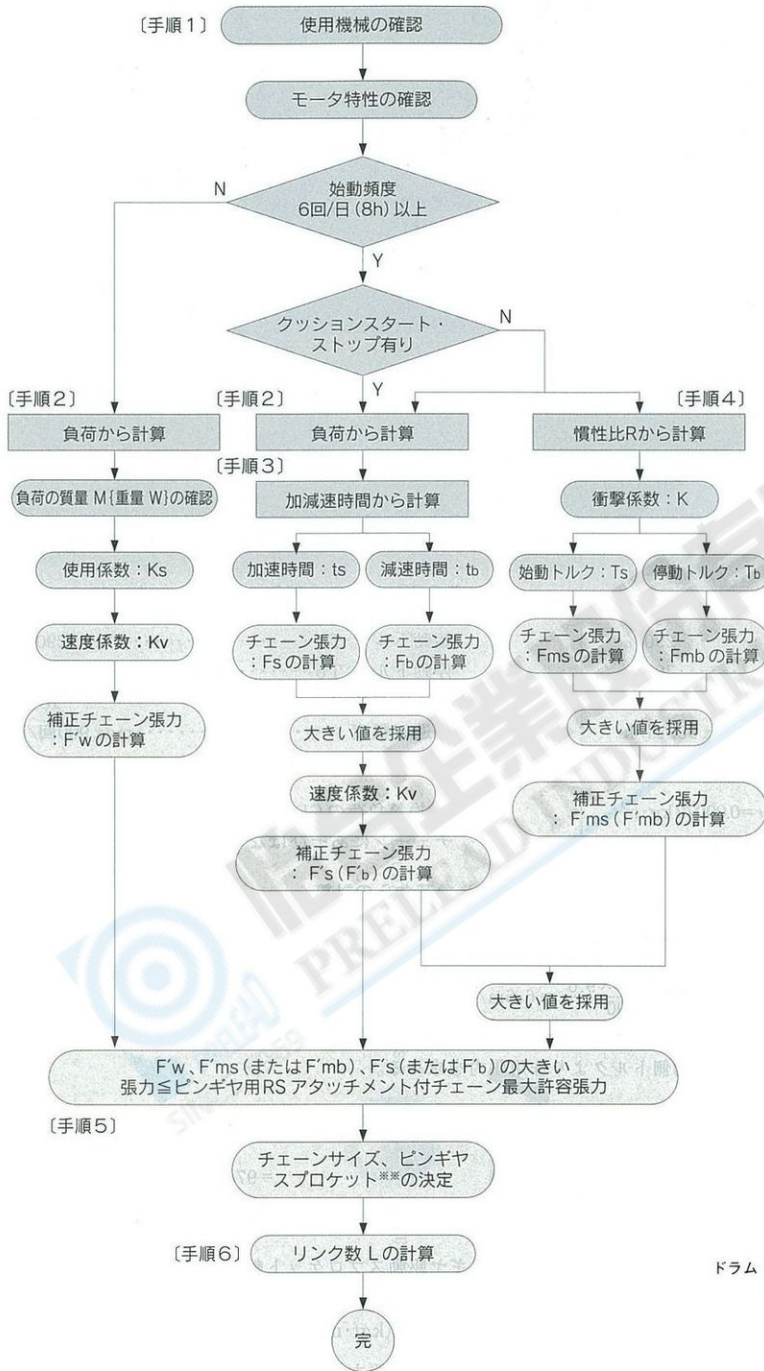 〔手順1〕
使用機械の確認
モータ特性の確認
N
始動頻度
6回/日(8h)以上
Y
クッションスタート・
ストップ有り
N
Y
〔手順2〕
〔手順2〕
〔手順4〕
負荷から計算
負荷から計算
慣性比Rから計算
〔手順3〕
負荷の質量 M{重量 W}の確認
加減速時間から計算
衝撃係数:K
使用係数:Ks
加速時間:ts
減速時間:tb
始動トルク:Ts
停動トルク:Tb
速度係数:Kv
チェーン張力
:Fsの計算
チェーン張力
:Fbの計算
チェーン張力
:Fmsの計算
チェーン張力
:Fmbの計算
補正チェーン張力
:F′wの計算
大きい値を採用
大きい値を採用
速度係数:Kv
補正チェーン張力
:F′ms(F′mb)の計算
補正チェーン張力
:F′s(F′b)の計算
大きい値を採用
F′w、F′ms(またはF′mb)、F′s(またはF′b)の大きい
張力≦ピンギヤ用RSアタッチメント付チェーン最大許容張力
〔手順5〕
チェーンサイズ、ピンギヤ
スプロケット※※の決定
〔手順6〕
リンク数 Lの計算
ドラム
完